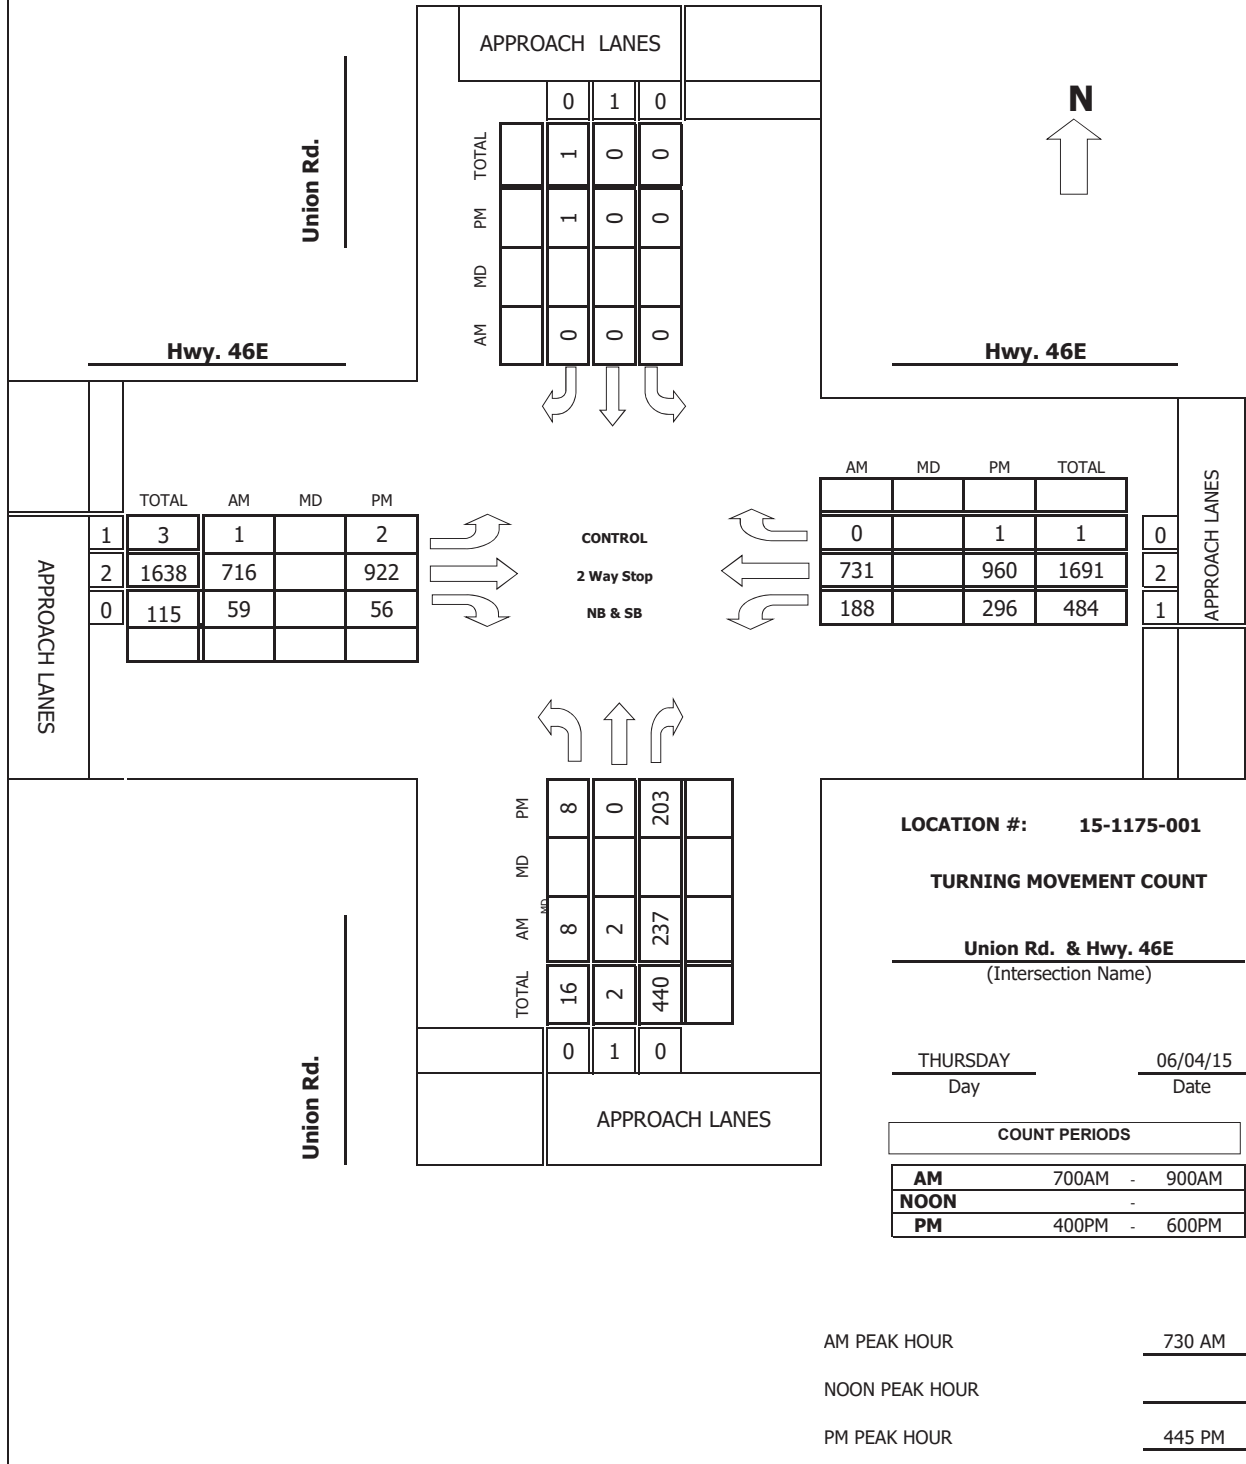 APPROACH LANES
0 1 0
N
Union Rd.
TOTAL 1 0 0
PM 1 0 0
MD
AM 0 0 0
Hwy. 46E
Hwy. 46E
TOTAL AM MD PM
1 3 1 2
2 1638 716 922
0 115 59 56
APPROACH LANES
CONTROL
2 Way Stop
NB & SB
AM MD PM TOTAL
0 1 1 0
731 960 1691 2
188 296 484 1
APPROACH LANES
PM 8 0 203
MD
MD
AM 8 2 237
TOTAL 16 2 440
0 1 0
APPROACH LANES
Union Rd.
LOCATION #: 15-1175-001
TURNING MOVEMENT COUNT
Union Rd. & Hwy. 46E
(Intersection Name)
THURSDAY 06/04/15
Day Date
COUNT PERIODS
AM 700AM - 900AM
NOON -
PM 400PM - 600PM
AM PEAK HOUR 730 AM
NOON PEAK HOUR
PM PEAK HOUR 445 PM